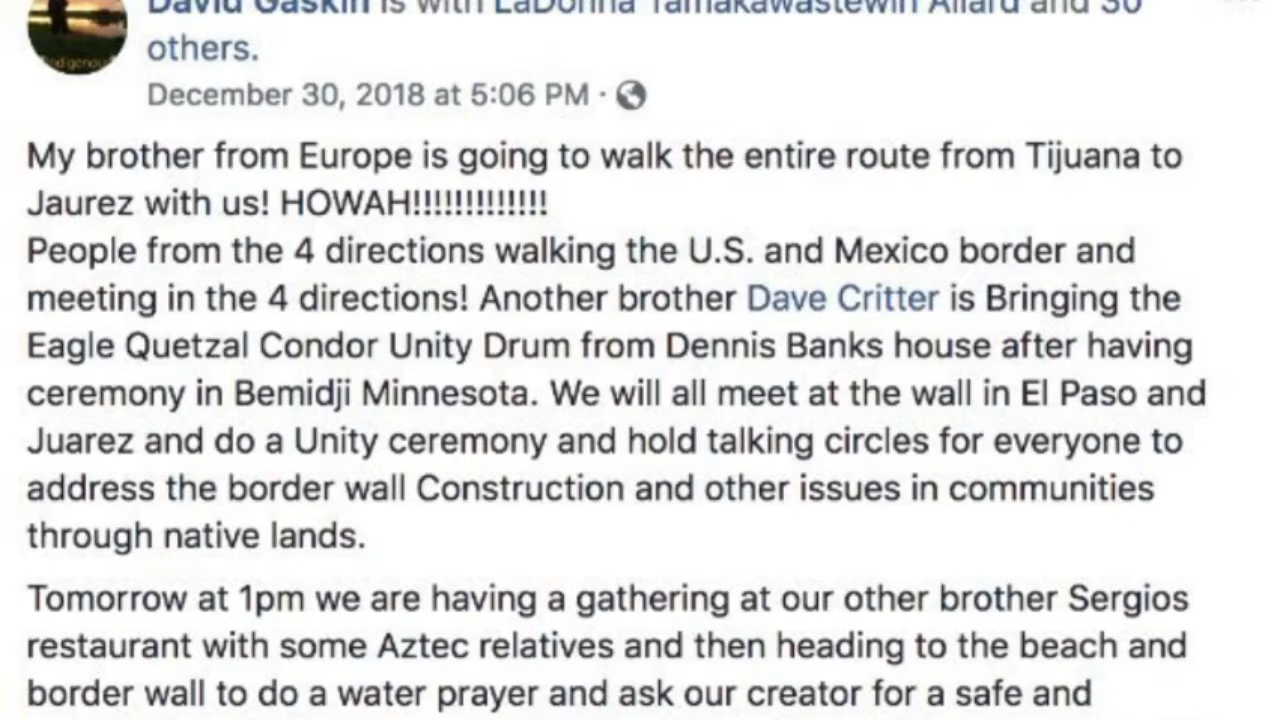 David Gaskin is with LaDonna Tamakawastewin Allard and 30
others.
December 30, 2018 at 5:06 PM ·
My brother from Europe is going to walk the entire route from Tijuana to
Jaurez with us! HOWAH!!!!!!!!!!!!!
People from the 4 directions walking the U.S. and Mexico border and
meeting in the 4 directions! Another brother Dave Critter is Bringing the
Eagle Quetzal Condor Unity Drum from Dennis Banks house after having
ceremony in Bemidji Minnesota. We will all meet at the wall in El Paso and
Juarez and do a Unity ceremony and hold talking circles for everyone to
address the border wall Construction and other issues in communities
through native lands.
Tomorrow at 1pm we are having a gathering at our other brother Sergios
restaurant with some Aztec relatives and then heading to the beach and
border wall to do a water prayer and ask our creator for a safe and